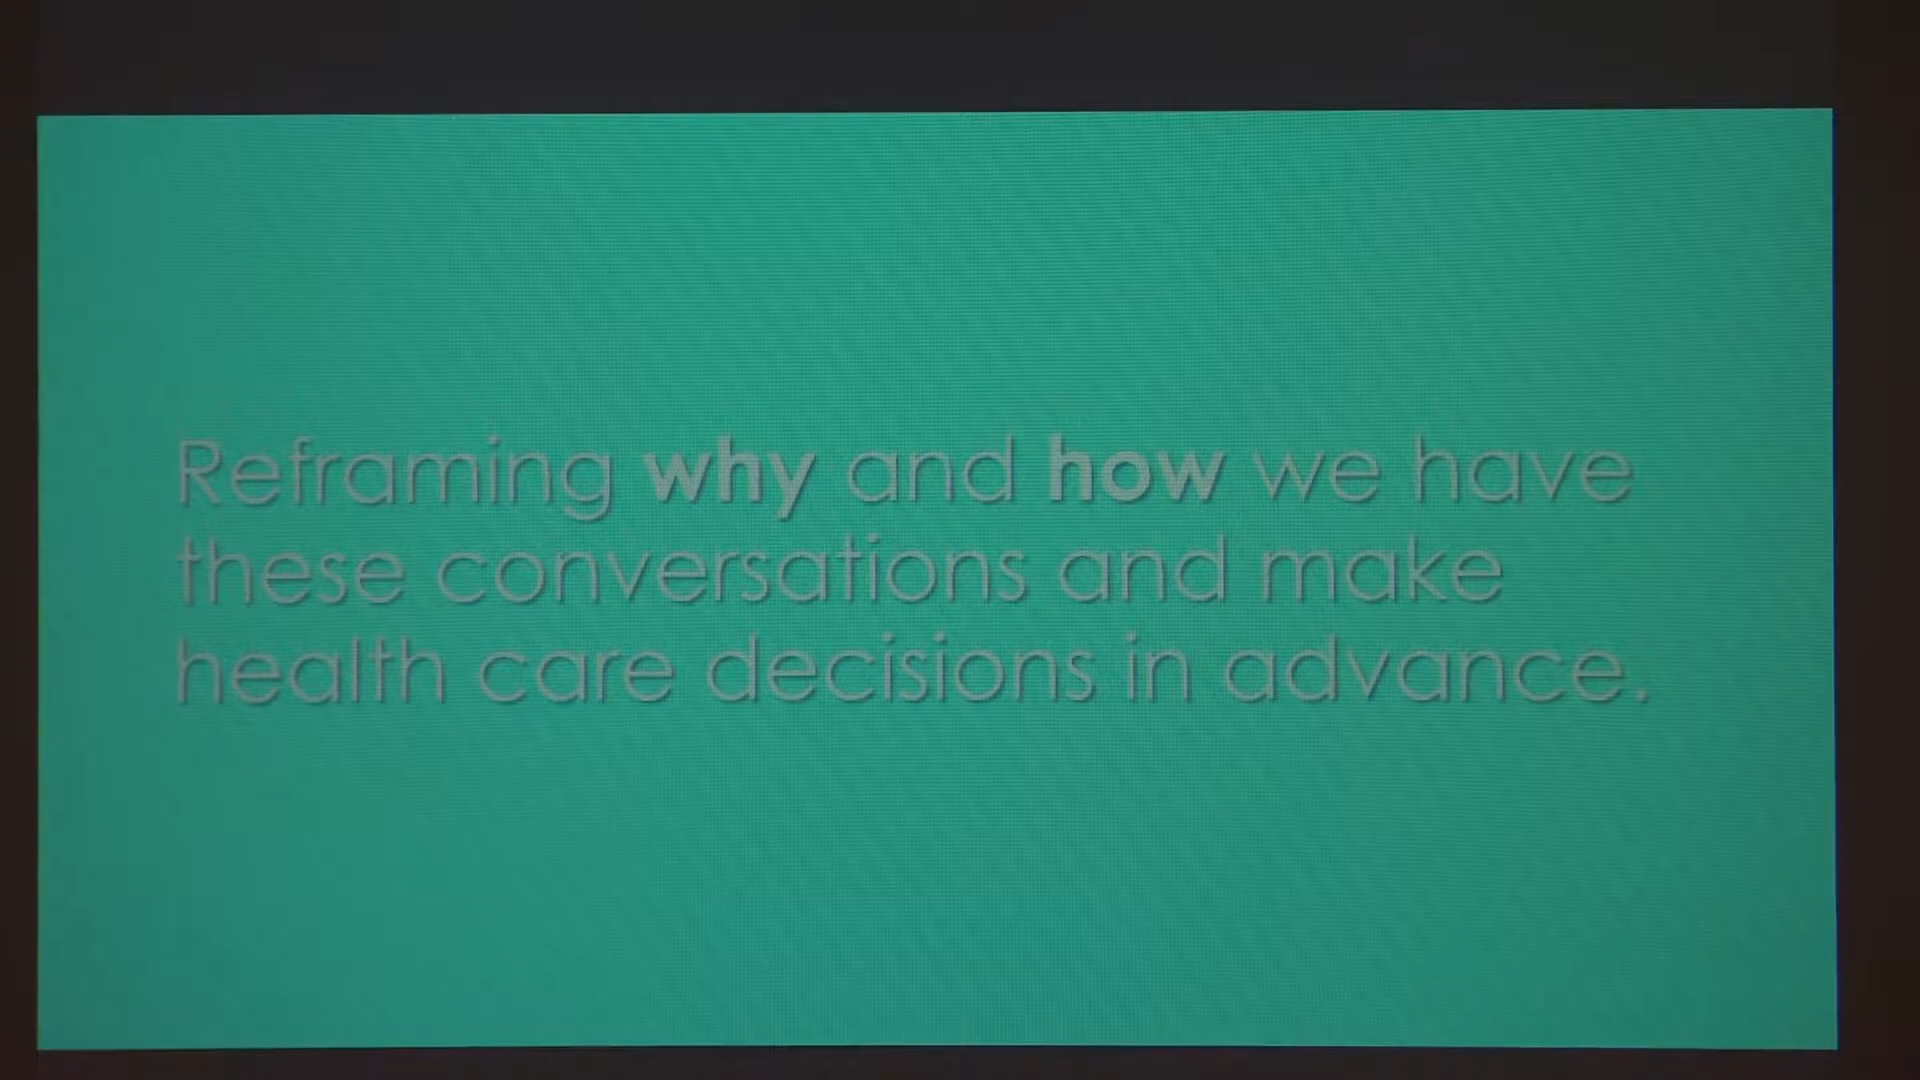 Reframing why and how we have
these conversations and make
health care decisions in advance.